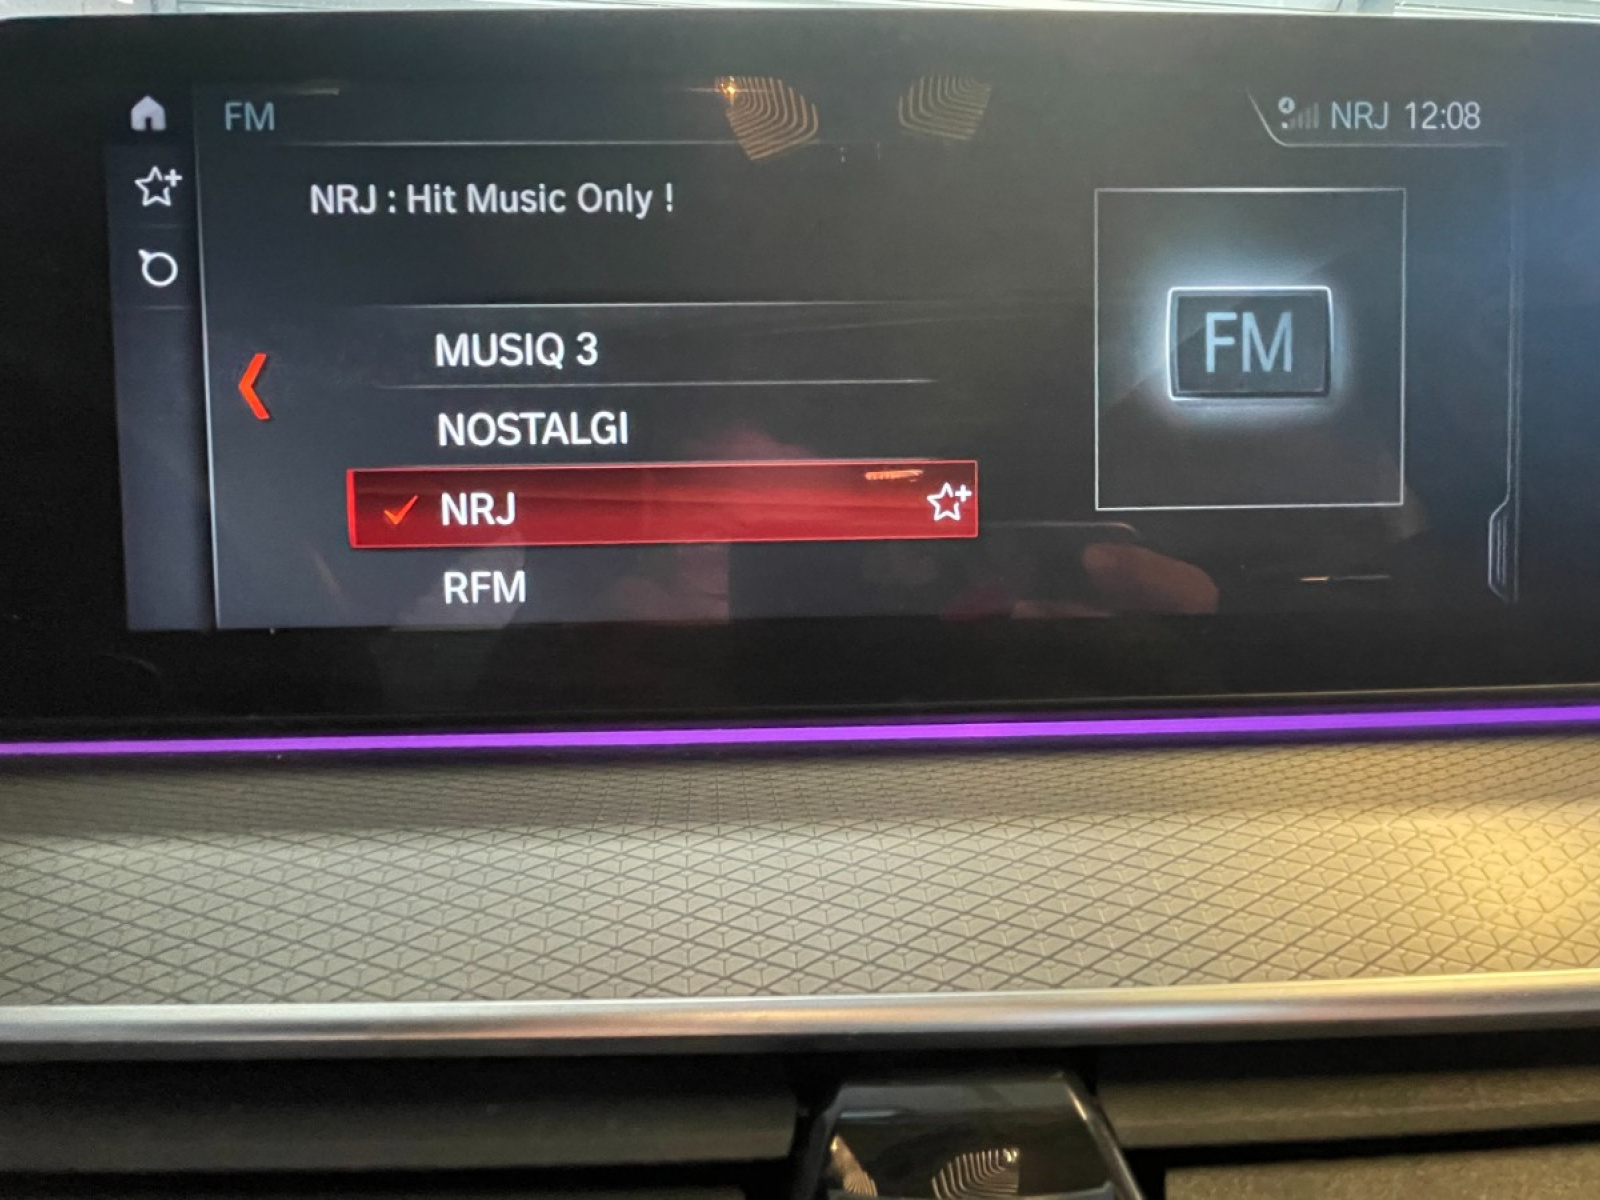 FM
NRJ 12:08
NRJ : Hit Music Only !
MUSIQ 3
NOSTALGI
NRJ
RFM
FM